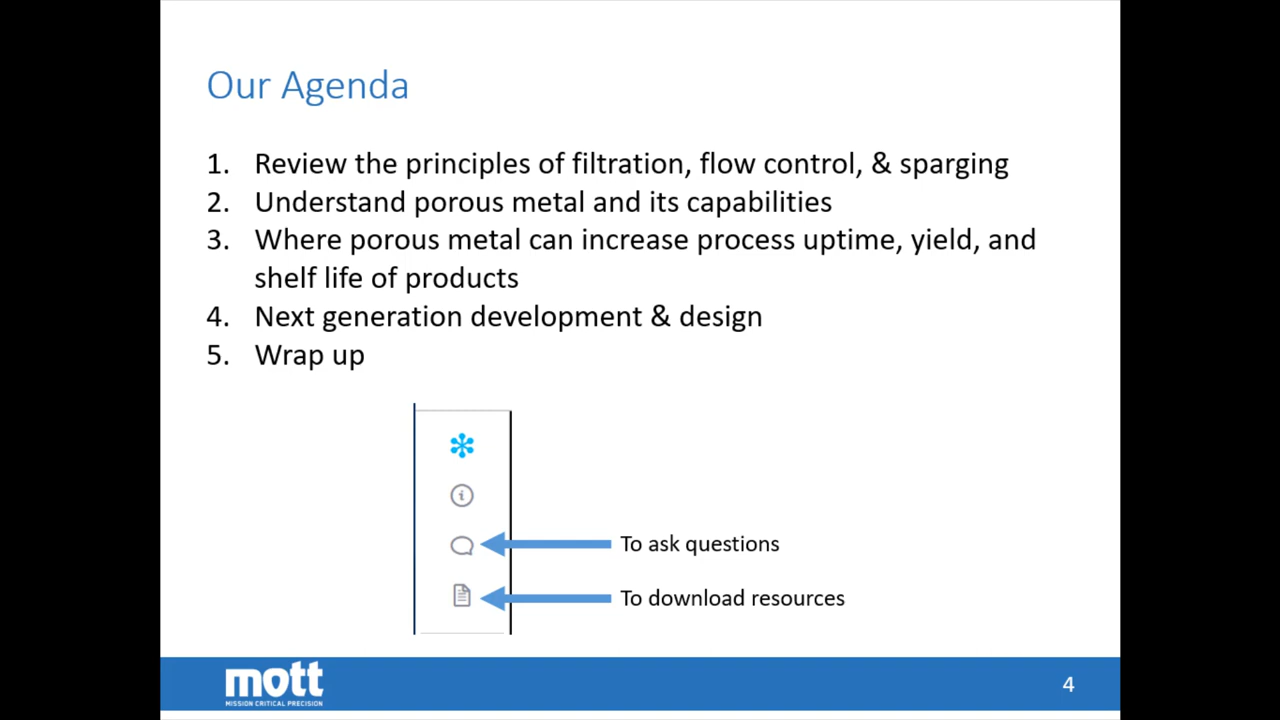 Our Agenda
1. Review the principles of filtration, flow control, & sparging
2. Understand porous metal and its capabilities
3. Where porous metal can increase process uptime, yield, and
shelf life of products
4. Next generation development & design
5. Wrap up
To ask questions
To download resources
mott
MISSION CRITICAL PRECISION
4